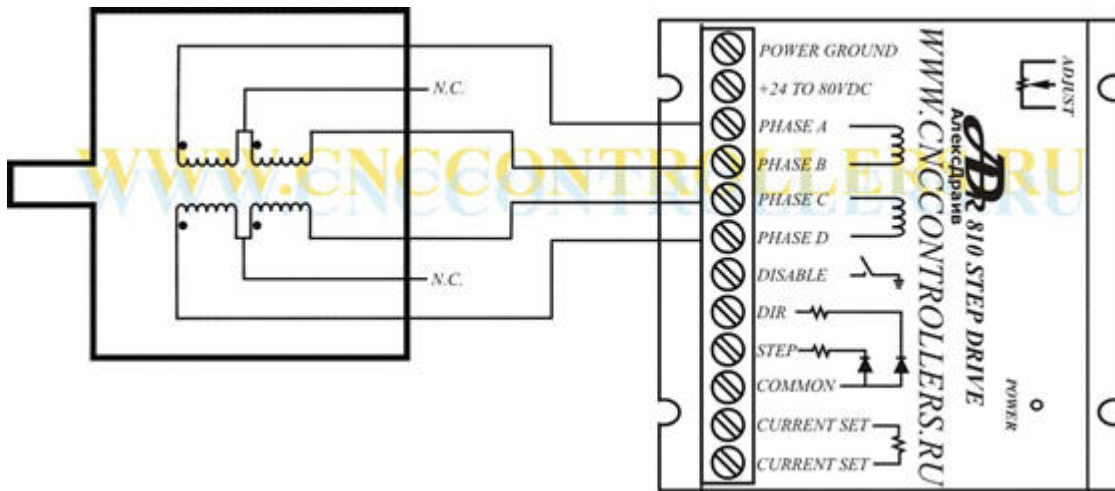 N.C.
N.C.
POWER GROUND
+24 TO 80VDC
PHASE A
PHASE B
PHASE C
PHASE D
DISABLE
DIR
STEP
COMMON
CURRENT SET
CURRENT SET
WWW.CNCCONTROLLERS.RU
АлексДрайв
R 810 STEP DRIVE
ADJUST
POWER
WWW.CNCCONTROLLER.RU